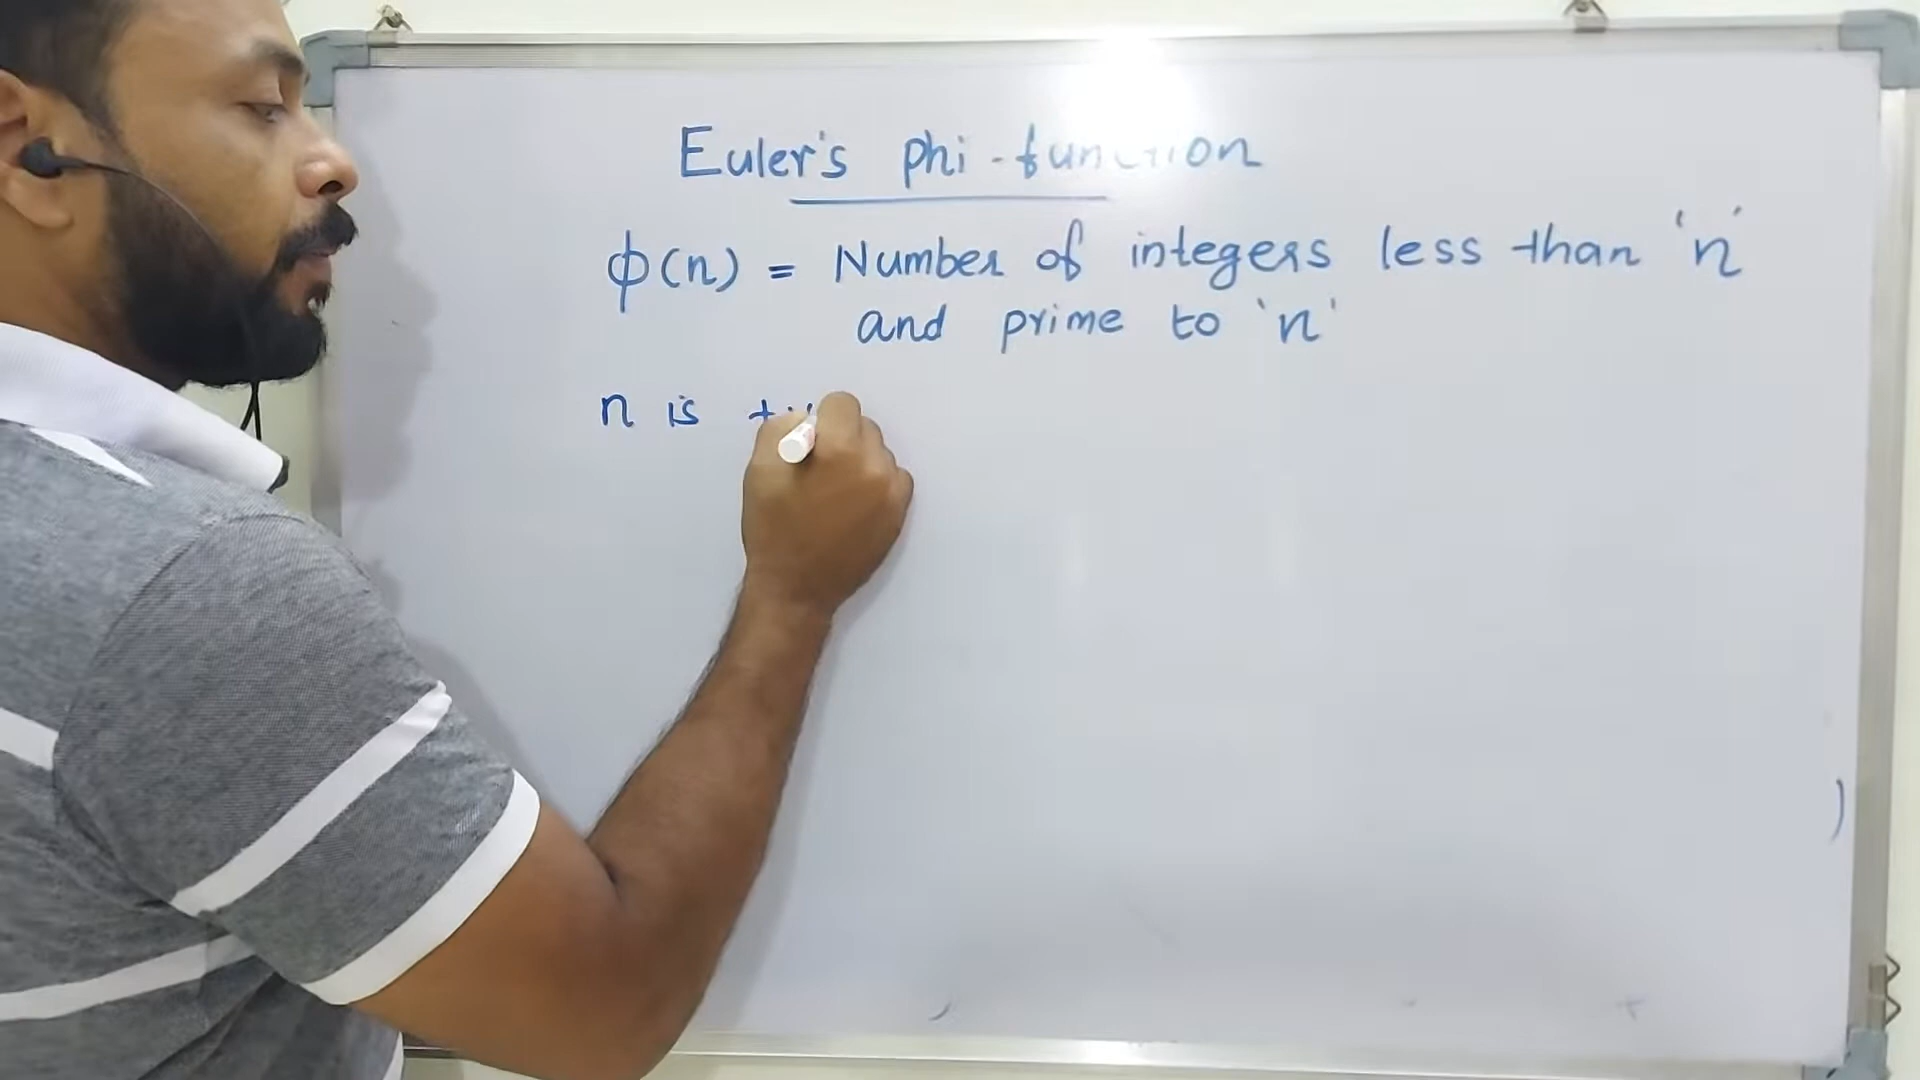 Euler's phi-function
ϕ(n) = Number of integers less than 'n'
and prime to 'n'
n is